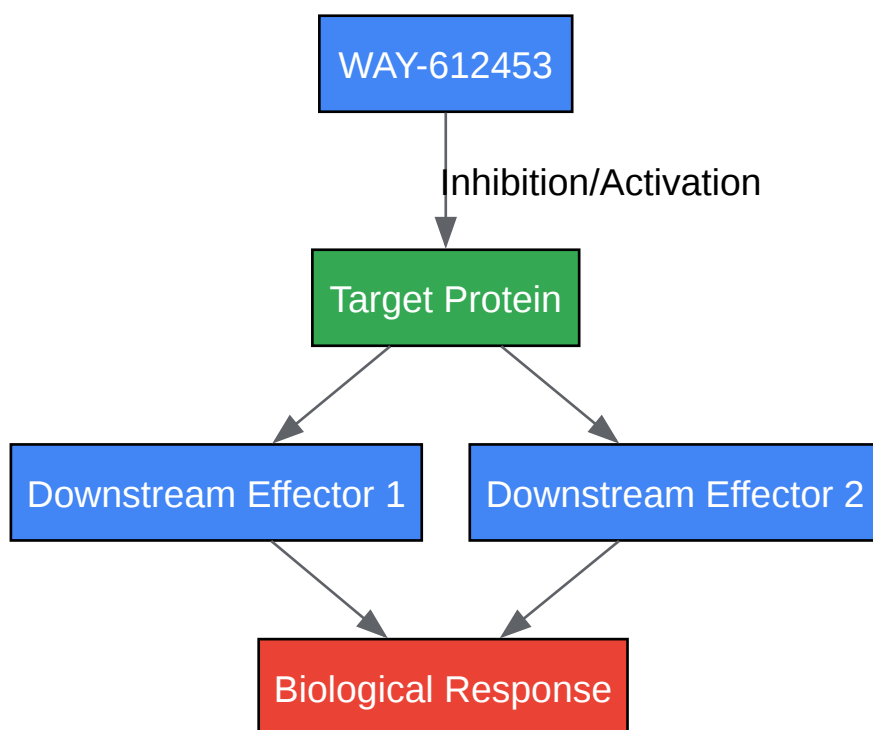 WAY-612453
Inhibition/Activation
Target Protein
Downstream Effector 1
Downstream Effector 2
Biological Response